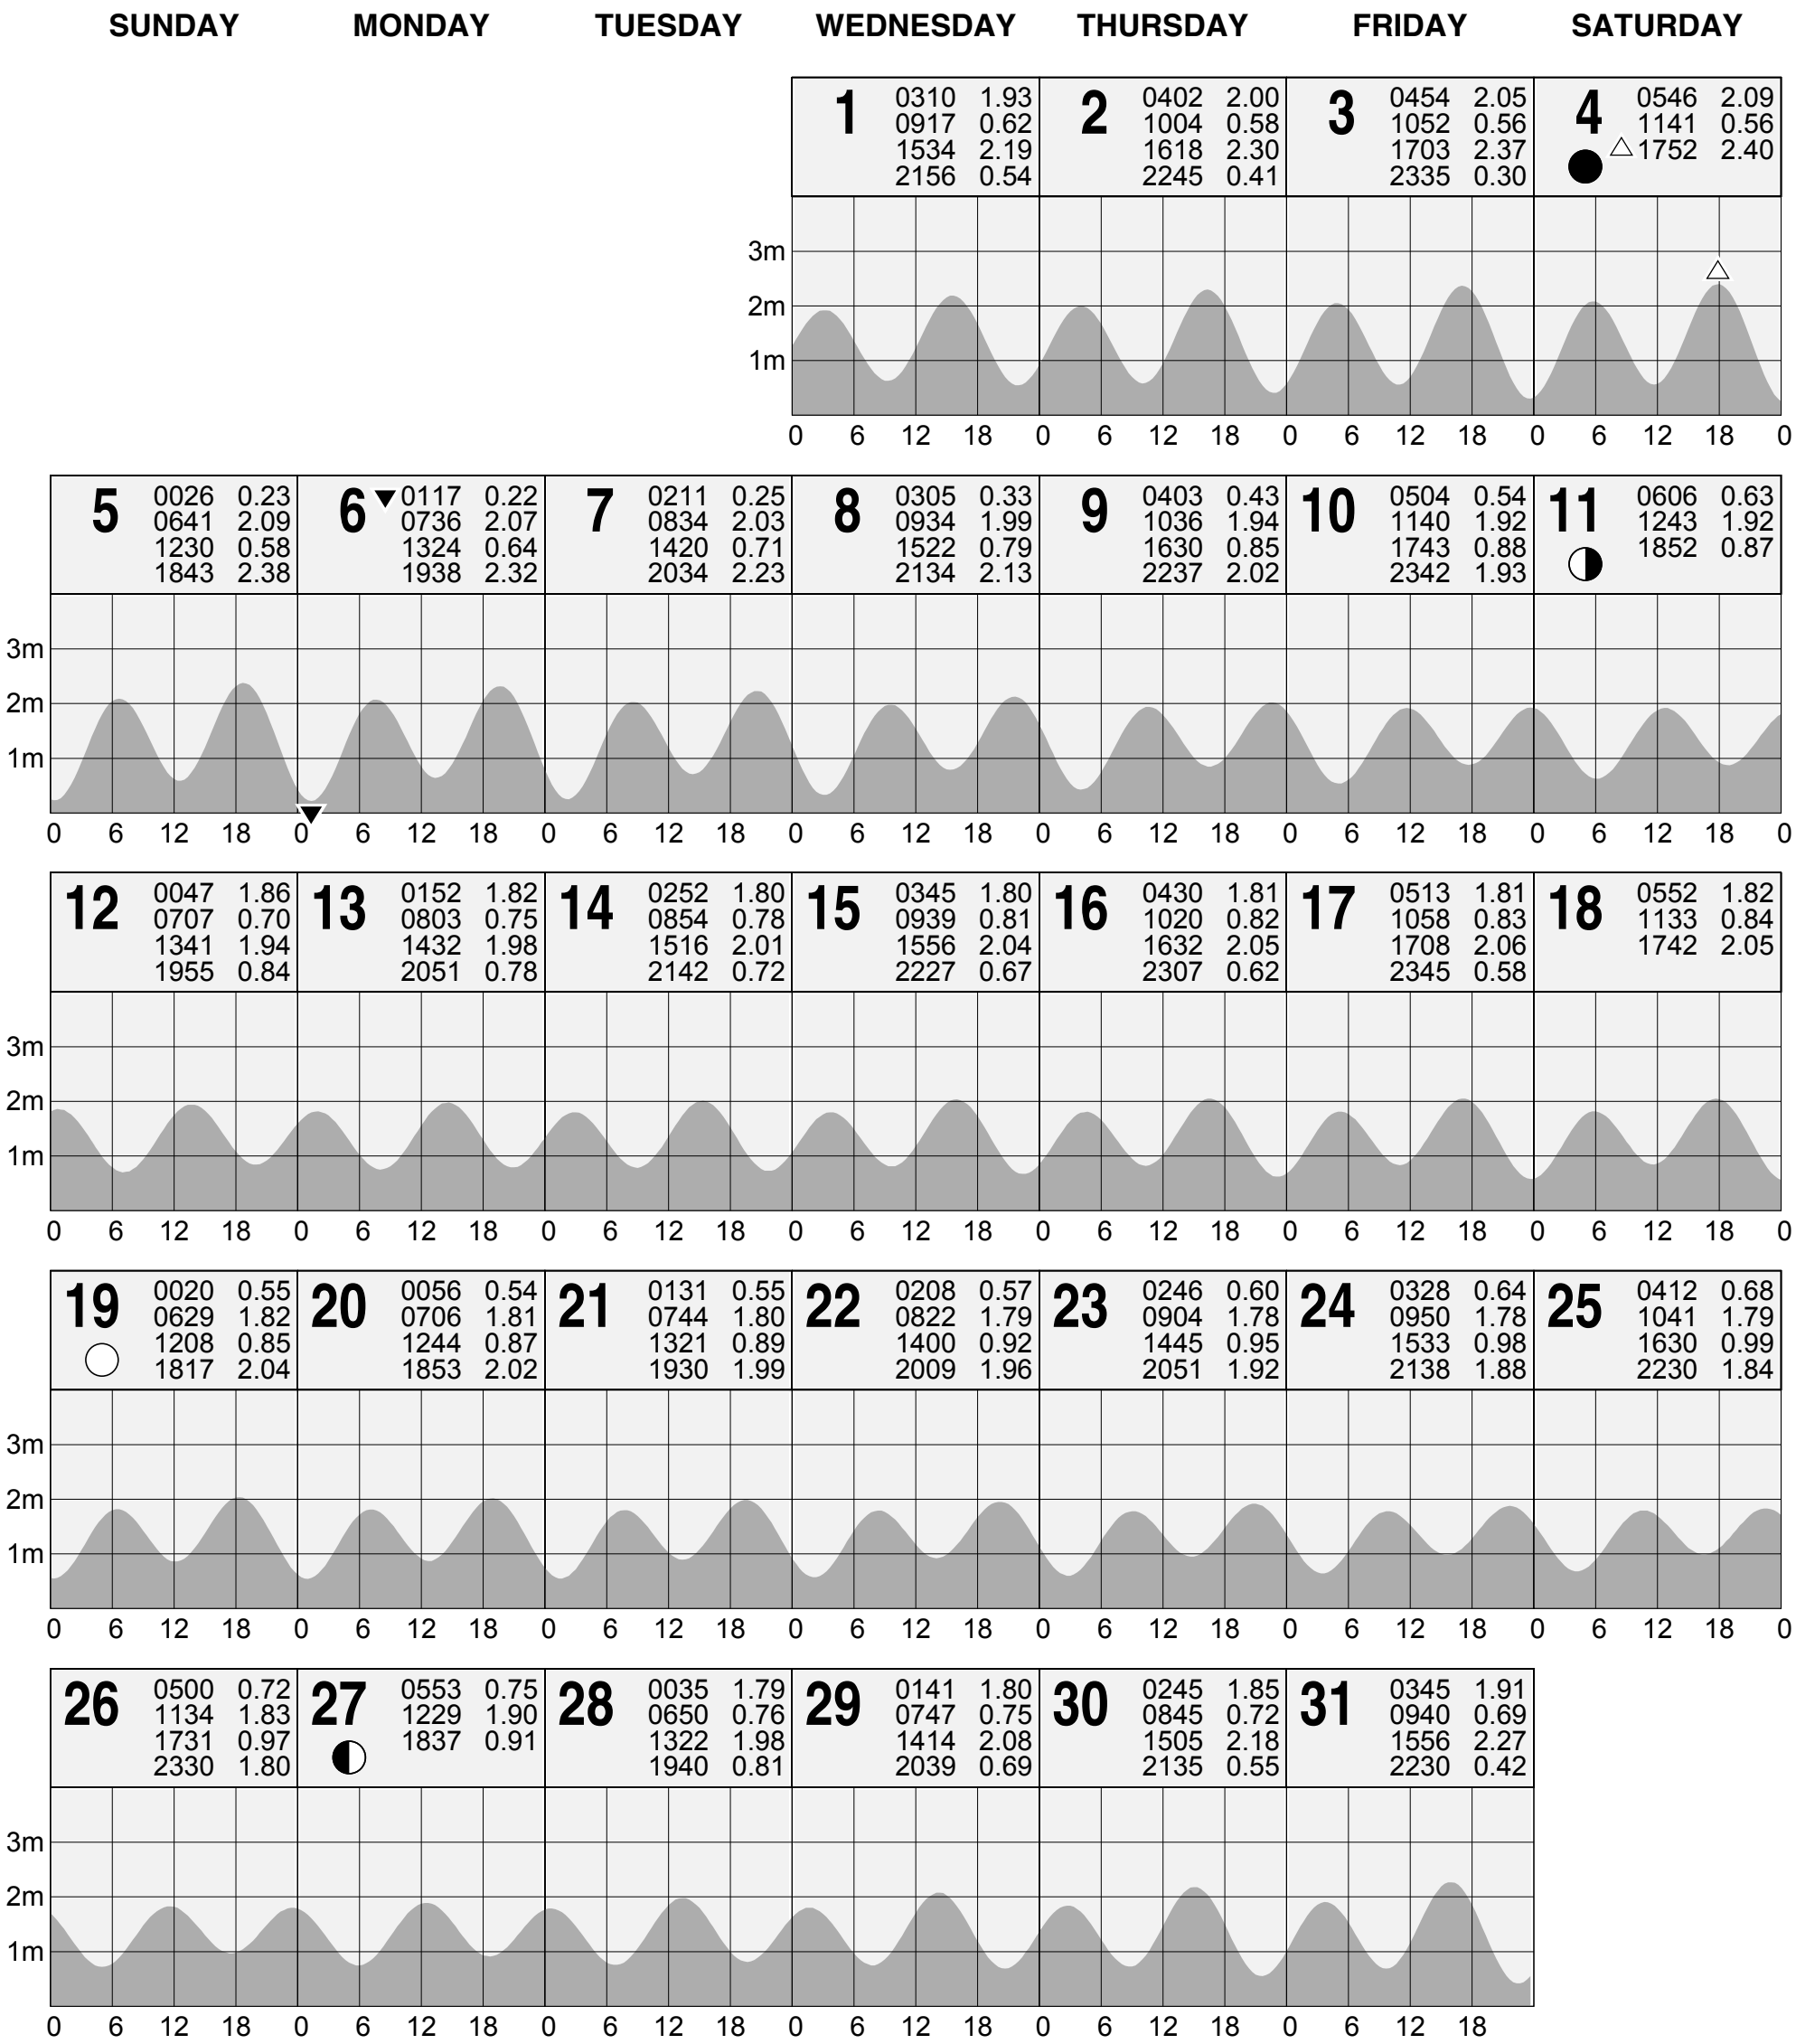 SUNDAY MONDAY TUESDAY WEDNESDAY THURSDAY FRIDAY SATURDAY
1 0310 1.93 2 0402 2.00 3 0454 2.05 4 0546 2.09
0917 0.62 1004 0.58 1052 0.56 1141 0.56
1534 2.19 1618 2.30 1703 2.37 1752 2.40
2156 0.54 2245 0.41 2335 0.30
3m
2m
1m
0 6 12 18 0 6 12 18 0 6 12 18 0 6 12 18 0
5 0026 0.23 6 0117 0.22 7 0211 0.25 8 0305 0.33 9 0403 0.43 10 0504 0.54 11 0606 0.63
0641 2.09 0736 2.07 0834 2.03 0934 1.99 1036 1.94 1140 1.92 1243 1.92
1230 0.58 1324 0.64 1420 0.71 1522 0.79 1630 0.85 1743 0.88 1852 0.87
1843 2.38 1938 2.32 2034 2.23 2134 2.13 2237 2.02 2342 1.93
3m
2m
1m
0 6 12 18 0 6 12 18 0 6 12 18 0 6 12 18 0 6 12 18 0 6 12 18 0 6 12 18 0
12 0047 1.86 13 0152 1.82 14 0252 1.80 15 0345 1.80 16 0430 1.81 17 0513 1.81 18 0552 1.82
0707 0.70 0803 0.75 0854 0.78 0939 0.81 1020 0.82 1058 0.83 1133 0.84
1341 1.94 1432 1.98 1516 2.01 1556 2.04 1632 2.05 1708 2.06 1742 2.05
1955 0.84 2051 0.78 2142 0.72 2227 0.67 2307 0.62 2345 0.58
3m
2m
1m
0 6 12 18 0 6 12 18 0 6 12 18 0 6 12 18 0 6 12 18 0 6 12 18 0 6 12 18 0
19 0020 0.55 20 0056 0.54 21 0131 0.55 22 0208 0.57 23 0246 0.60 24 0328 0.64 25 0412 0.68
0629 1.82 0706 1.81 0744 1.80 0822 1.79 0904 1.78 0950 1.78 1041 1.79
1208 0.85 1244 0.87 1321 0.89 1400 0.92 1445 0.95 1533 0.98 1630 0.99
1817 2.04 1853 2.02 1930 1.99 2009 1.96 2051 1.92 2138 1.88 2230 1.84
3m
2m
1m
0 6 12 18 0 6 12 18 0 6 12 18 0 6 12 18 0 6 12 18 0 6 12 18 0 6 12 18 0
26 0500 0.72 27 0553 0.75 28 0035 1.79 29 0141 1.80 30 0245 1.85 31 0345 1.91
1134 1.83 1229 1.90 0650 0.76 0747 0.75 0845 0.72 0940 0.69
1731 0.97 1837 0.91 1322 1.98 1414 2.08 1505 2.18 1556 2.27
2330 1.80 1940 0.81 2039 0.69 2135 0.55 2230 0.42
3m
2m
1m
0 6 12 18 0 6 12 18 0 6 12 18 0 6 12 18 0 6 12 18 0 6 12 18